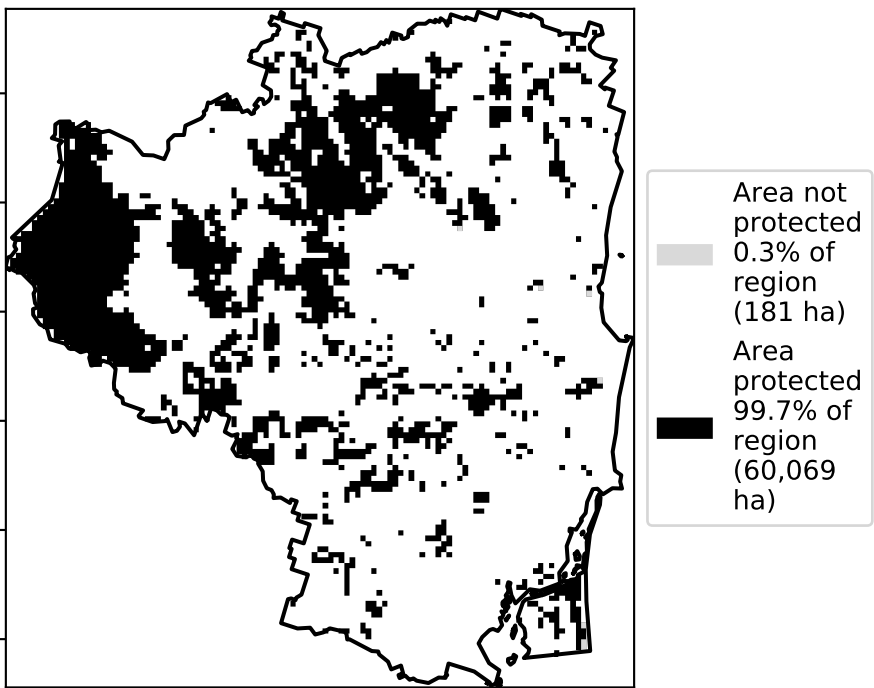 Area not
protected
0.3% of
region
(181 ha)
Area
protected
99.7% of
region
(60,069
ha)